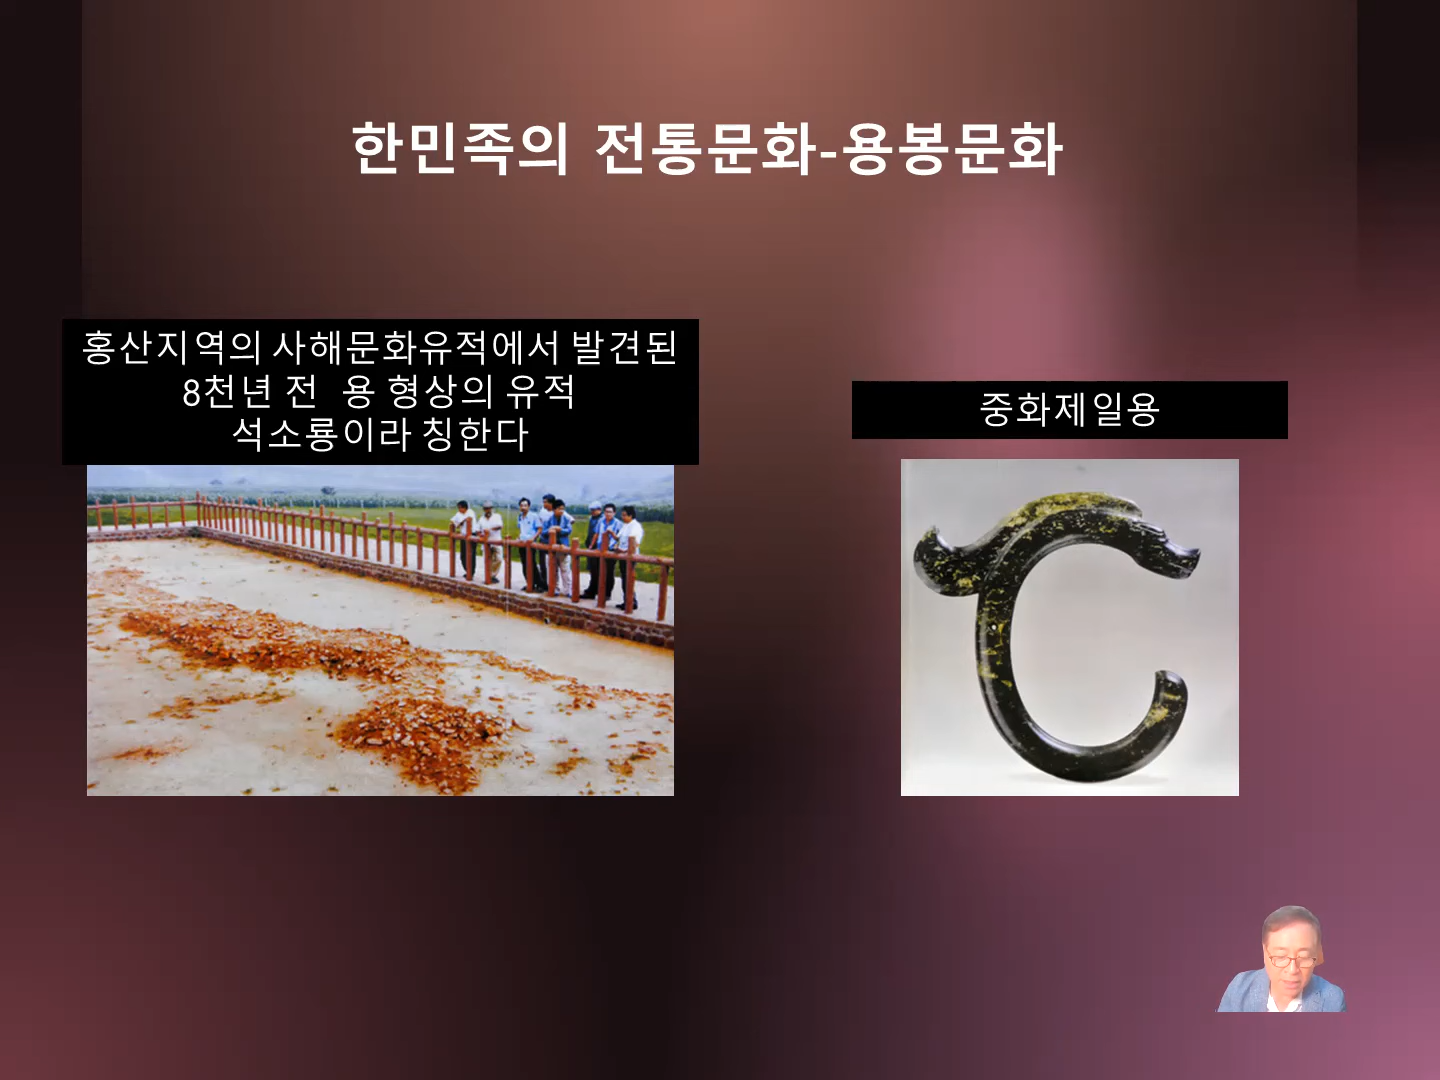 한민족의 전통문화-용봉문화
홍산지역의 사해문화유적에서 발견된
8천년 전 용 형상의 유적
석소룡이라 칭한다
중화제일용